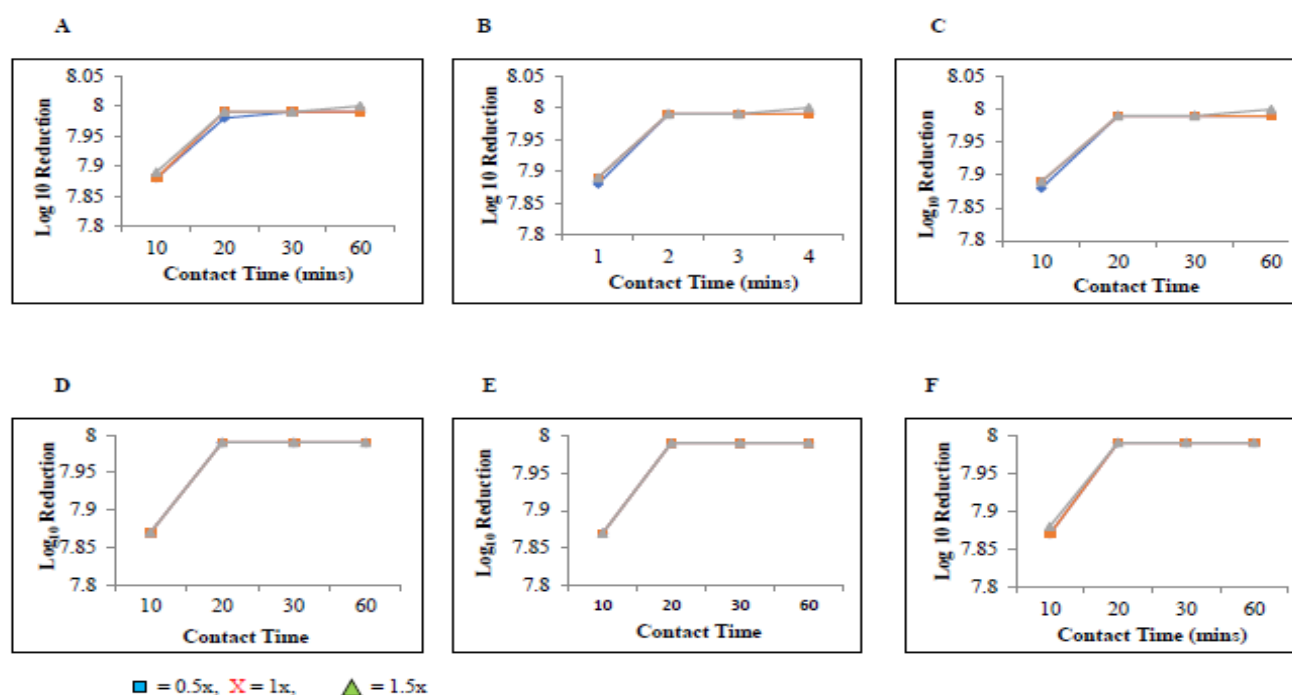 A
8.05
8
7.95
7.9
7.85
7.8
Log 10 Reduction
10 20 30 60
Contact Time (mins)
B
8.05
8
7.95
7.9
7.85
7.8
Log 10 Reduction
1 2 3 4
Contact Time (mins)
C
8.05
8
7.95
7.9
7.85
7.8
Log₁₀ Reduction
10 20 30 60
Contact Time
D
8
7.95
7.9
7.85
7.8
Log₁₀ Reduction
10 20 30 60
Contact Time
E
8
7.95
7.9
7.85
7.8
Log₁₀ Reduction
10 20 30 60
Contact Time
F
8
7.95
7.9
7.85
7.8
Log 10 Reduction
10 20 30 60
Contact Time (mins)
= 0.5x, X = 1x, = 1.5x